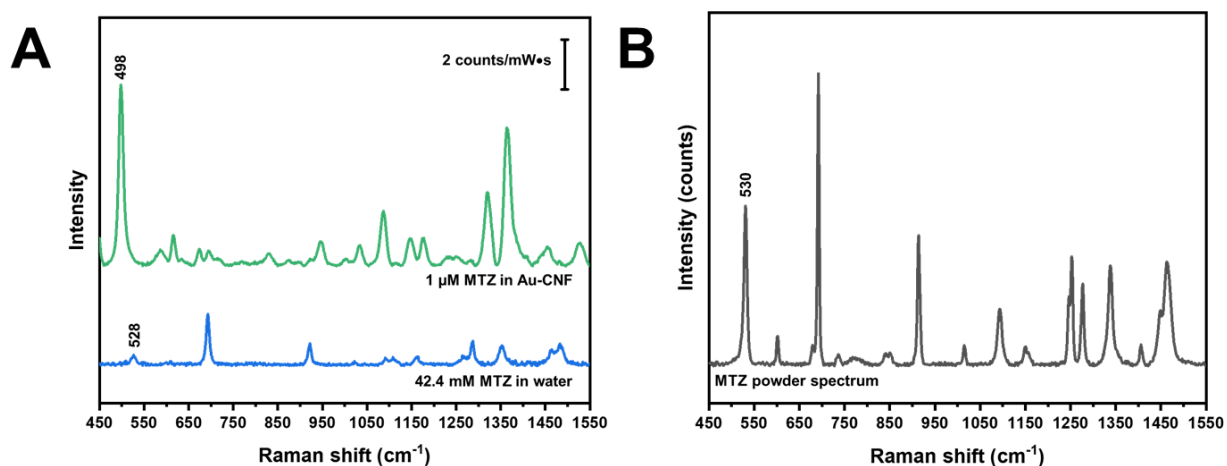 A
498
2 counts/mW•s
Intensity
1 µM MTZ in Au-CNF
528
42.4 mM MTZ in water
450 550 650 750 850 950 1050 1150 1250 1350 1450 1550
Raman shift (cm⁻¹)
B
530
Intensity (counts)
MTZ powder spectrum
450 550 650 750 850 950 1050 1150 1250 1350 1450 1550
Raman shift (cm⁻¹)